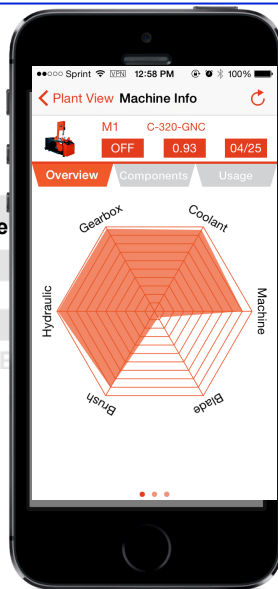 Sprint VPN 12:58 PM 100%
Plant View Machine Info
M1 C-320-GNC
OFF 0.93 04/25
Overview Components Usage
Gearbox Coolant
Hydraulic Machine
Brush Blade
e